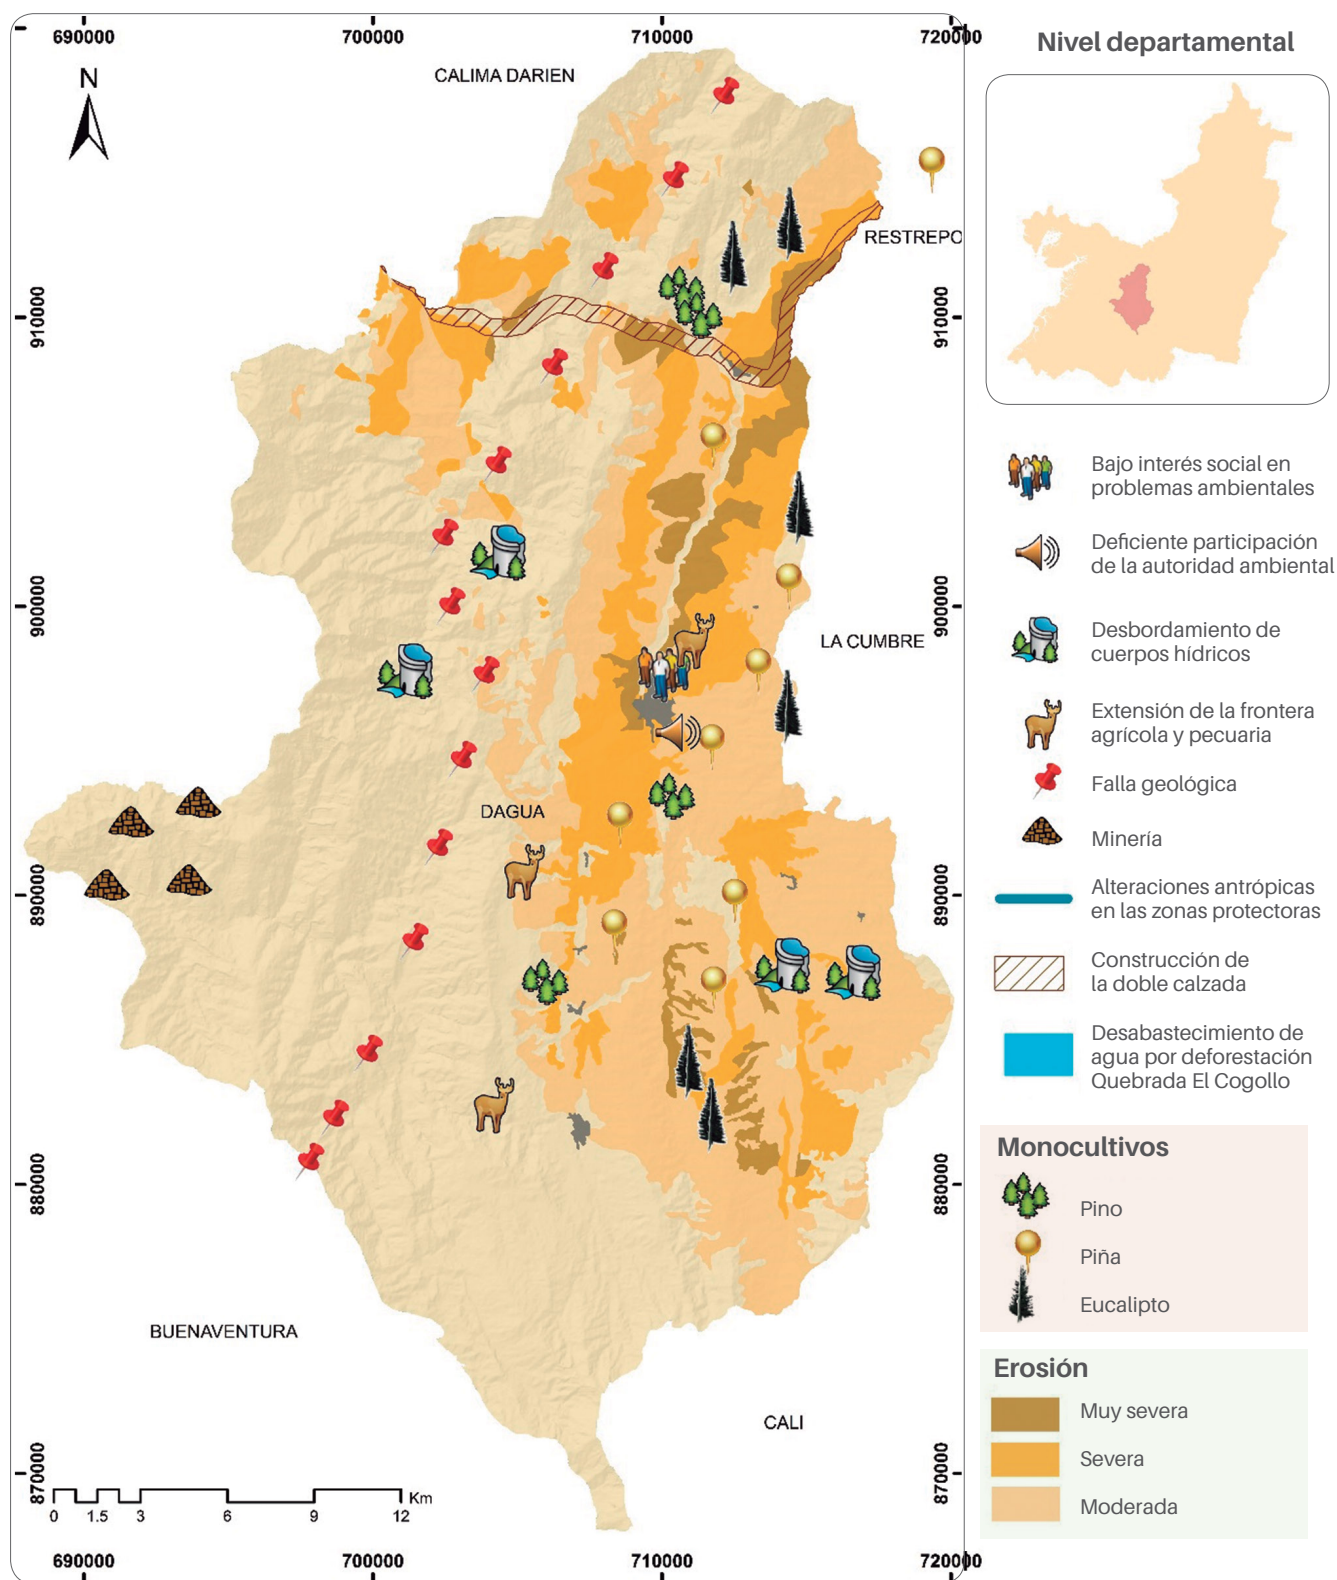 690000
700000
710000
720000
Nivel departamental
N
CALIMA DARIEN
RESTREPO
910000
910000
Bajo interés social en
problemas ambientales
Deficiente participación
de la autoridad ambiental
900000
900000
LA CUMBRE
Desbordamiento de
cuerpos hídricos
Extensión de la frontera
agrícola y pecuaria
Falla geológica
DAGUA
Minería
890000
890000
Alteraciones antrópicas
en las zonas protectoras
Construcción de
la doble calzada
Desabastecimiento de
agua por deforestación
Quebrada El Cogollo
Monocultivos
880000
880000
Pino
Piña
Eucalipto
BUENAVENTURA
Erosión
Muy severa
CALI
Severa
870000
870000
Moderada
Km
0 1.5 3 6 9 12
690000
700000
710000
720000